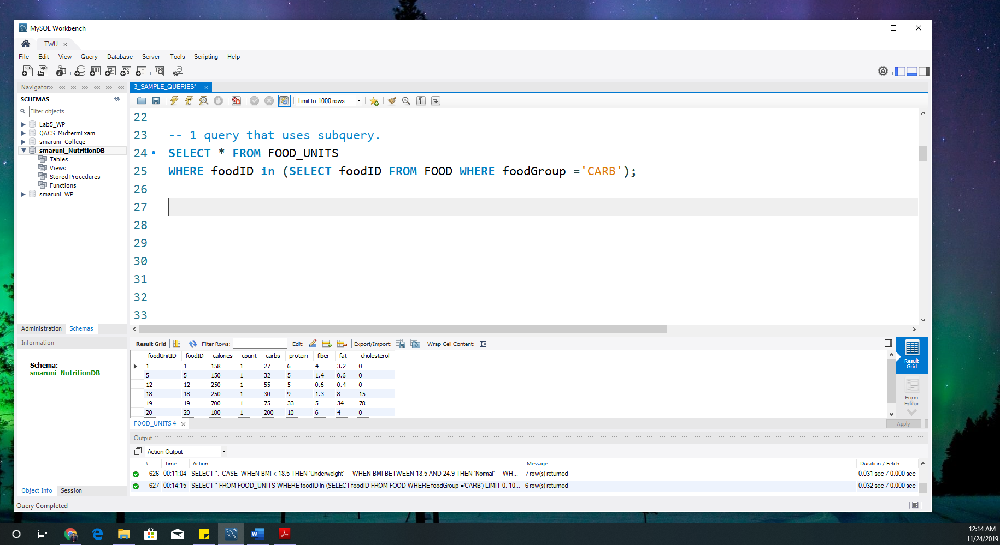 MySQL Workbench
TWU
File Edit View Query Database Server Tools Scripting Help
Navigator
SCHEMAS
Filter objects
Lab5_WP
QACS_MidtermExam
smaruni_College
smaruni_NutritionDB
Tables
Views
Stored Procedures
Functions
smaruni_WP
Administration Schemas
Information
Schema:
smaruni_NutritionDB
Object Info Session
3_SAMPLE_QUERIES*
Limit to 1000 rows
22
23 -- 1 query that uses subquery.
24 SELECT * FROM FOOD_UNITS
25 WHERE foodID in (SELECT foodID FROM FOOD WHERE foodGroup ='CARB');
26
27
28
29
30
31
32
33
Result Grid Filter Rows: Edit: Export/Import: Wrap Cell Content:
foodUnitID foodID calories count carbs protein fiber fat cholesterol
1 1 158 1 27 6 4 3.2 0
5 5 150 1 32 5 1.4 0.6 0
12 12 250 1 55 5 0.6 0.4 0
18 18 250 1 30 9 1.3 8 15
19 19 700 1 75 33 5 34 78
20 20 180 1 200 10 6 4 0
Result
Grid
Form
Editor
FOOD_UNITS 4
Apply
Output
Action Output
# Time Action Message Duration / Fetch
626 00:11:04 SELECT *, CASE WHEN BMI < 18.5 THEN 'Underweight' WHEN BMI BETWEEN 18.5 AND 24.9 THEN 'Normal' WH... 7 row(s) returned 0.031 sec / 0.000 sec
627 00:14:15 SELECT * FROM FOOD_UNITS WHERE foodID in (SELECT foodID FROM FOOD WHERE foodGroup ='CARB') LIMIT 0, 10... 6 row(s) returned 0.032 sec / 0.000 sec
Query Completed
12:14 AM
11/24/2019